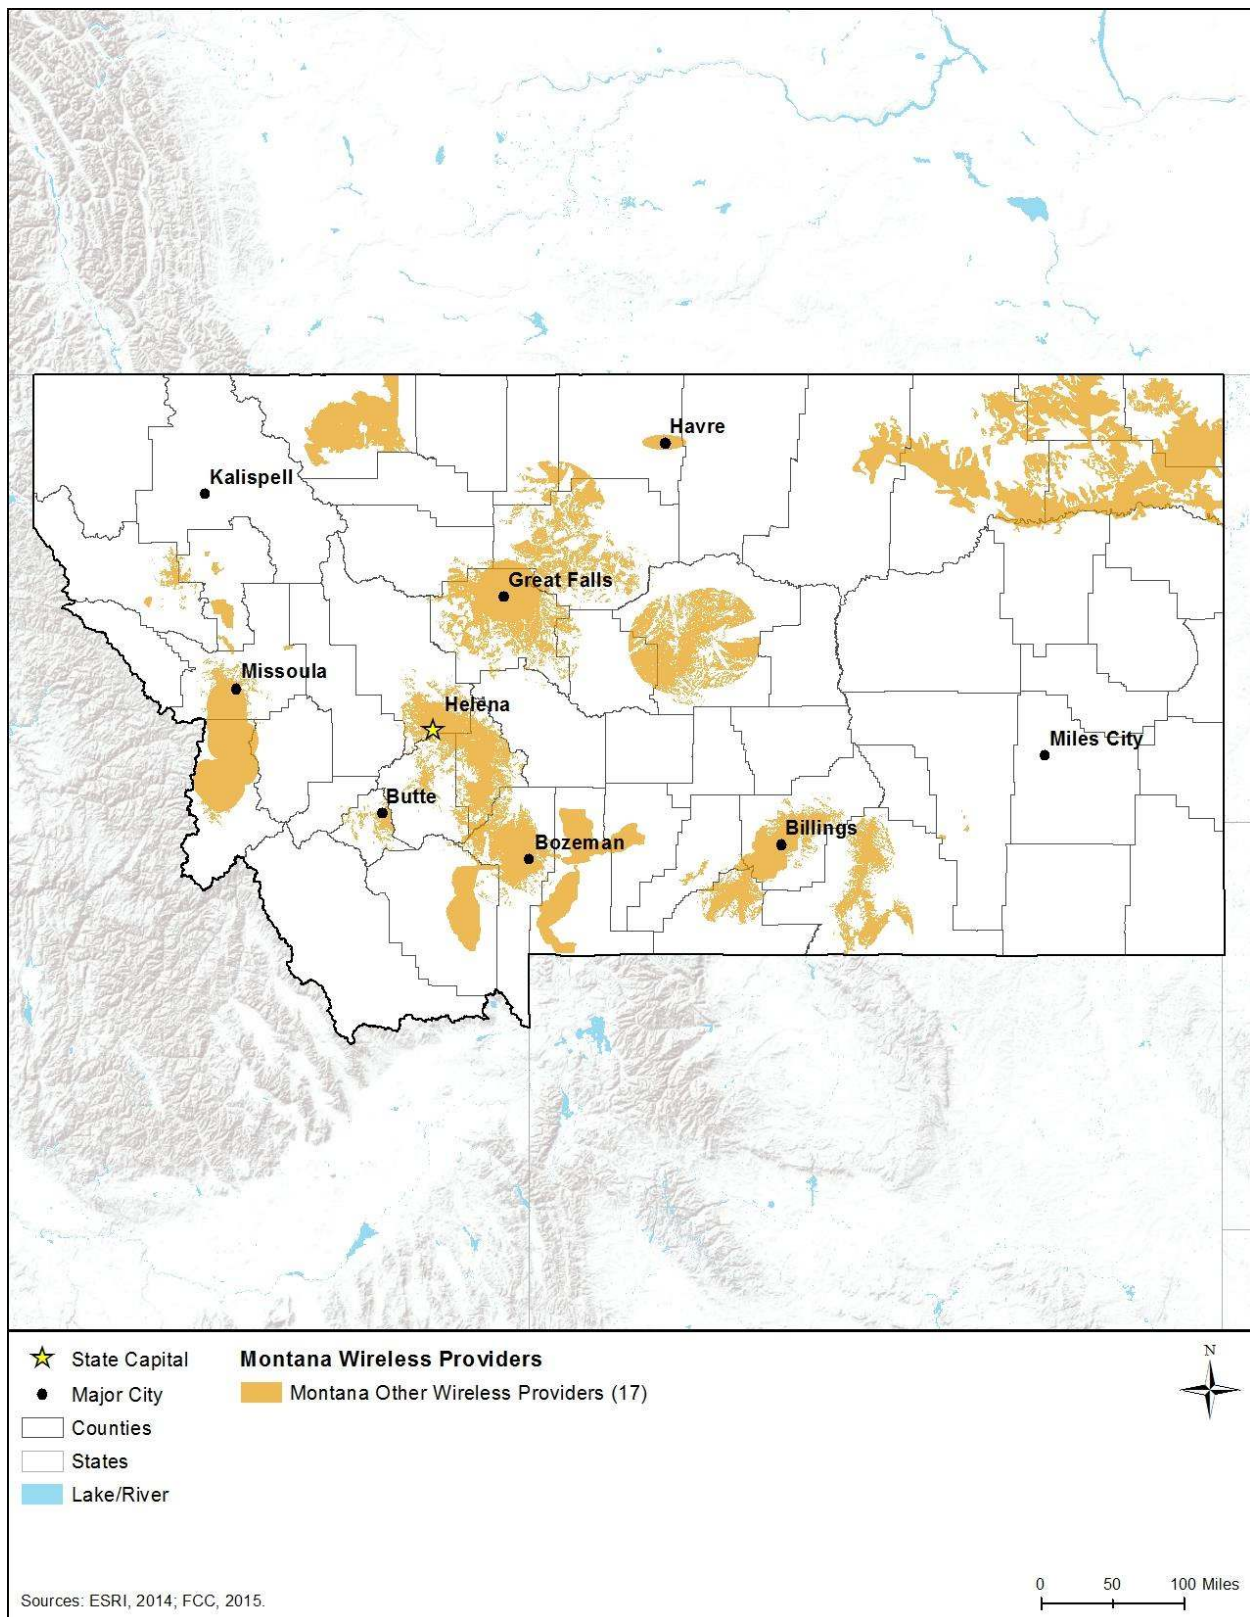 Havre
Kalispell
Great Falls
Missoula
Helena
Miles City
Butte
Billings
Bozeman
State Capital
Montana Wireless Providers
N
Major City
Montana Other Wireless Providers (17)
Counties
States
Lake/River
0 50 100 Miles
Sources: ESRI, 2014; FCC, 2015.